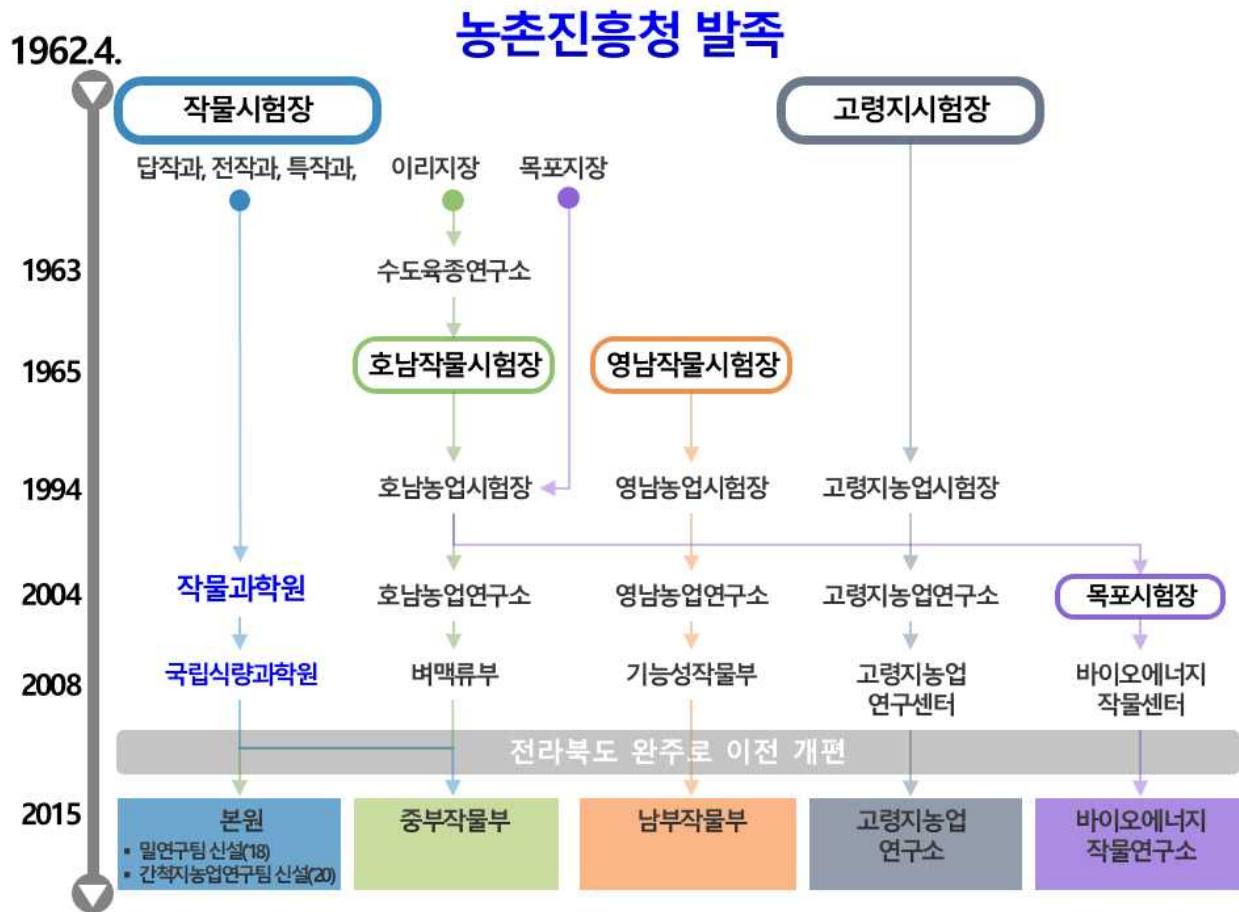 농촌진흥청 발족
1962.4.
작물시험장
고령지시험장
답작과, 전작과, 특작과,
이리지장
목포지장
1963
수도육종연구소
1965
호남작물시험장
영남작물시험장
1994
호남농업시험장
영남농업시험장
고령지농업시험장
2004
작물과학원
호남농업연구소
영남농업연구소
고령지농업연구소
목포시험장
2008
국립식량과학원
벼맥류부
기능성작물부
고령지농업
연구센터
바이오에너지
작물센터
전라북도 완주로 이전 개편
2015
본원
▪ 밀연구팀 신설('18)
▪ 간척지농업연구팀 신설('20)
중부작물부
남부작물부
고령지농업
연구소
바이오에너지
작물연구소